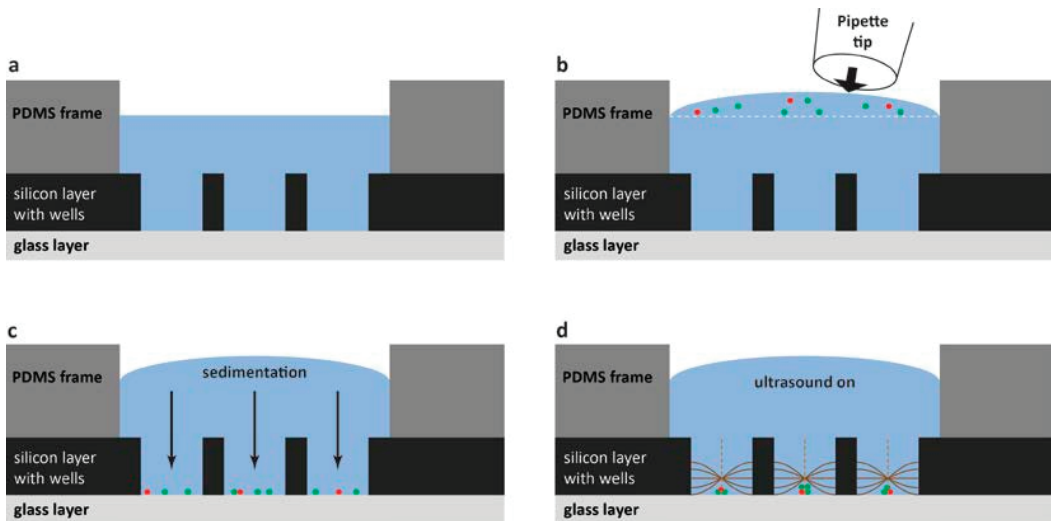 a
PDMS frame
silicon layer
with wells
glass layer
b
Pipette
tip
PDMS frame
silicon layer
with wells
glass layer
c
PDMS frame
sedimentation
silicon layer
with wells
glass layer
d
PDMS frame
ultrasound on
silicon layer
with wells
glass layer